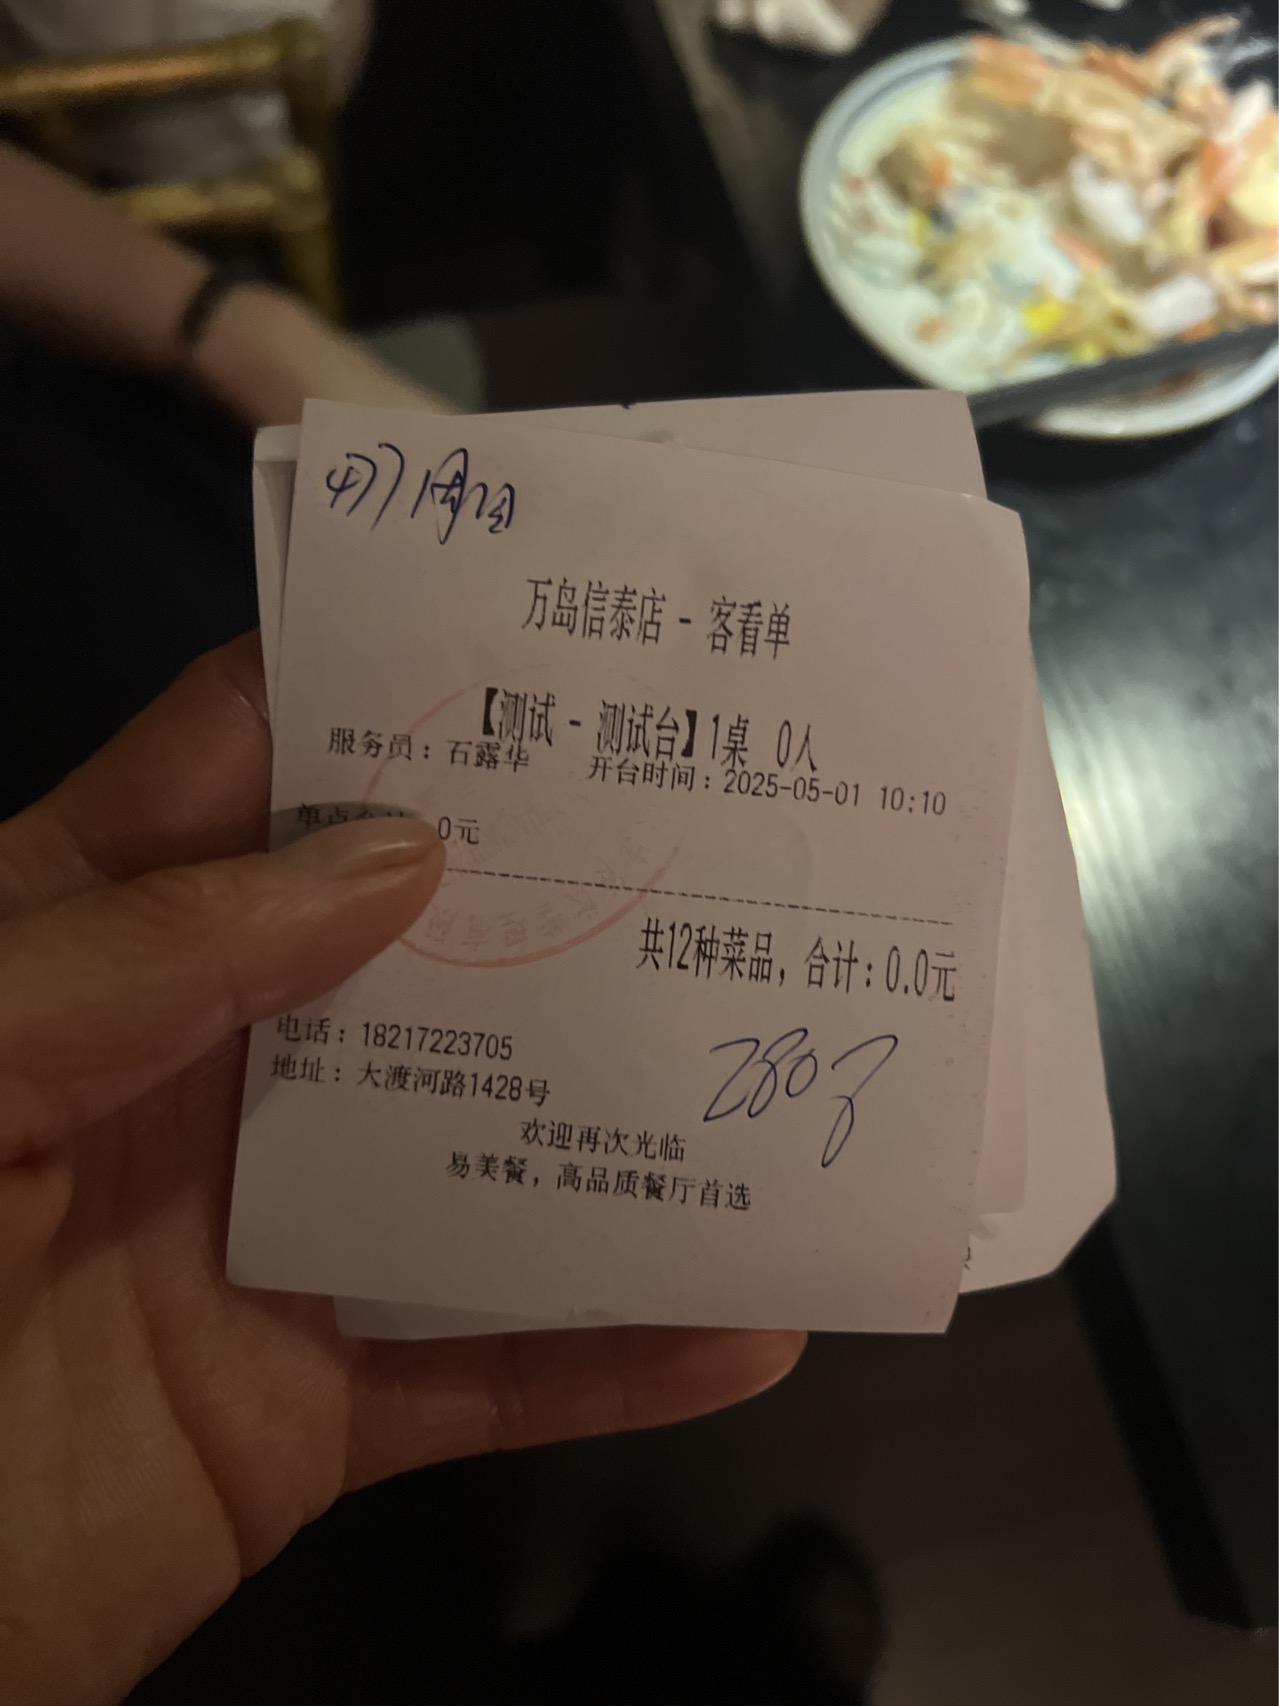 万岛信泰店 - 客看单
【测试 - 测试台】1桌 0人
服务员：石露华 开台时间：2025-05-01 10:10
0元
共12种菜品，合计：0.0元
电话：18217223705
280
地址：大渡河路1428号
欢迎再次光临
易美餐，高品质餐厅首选